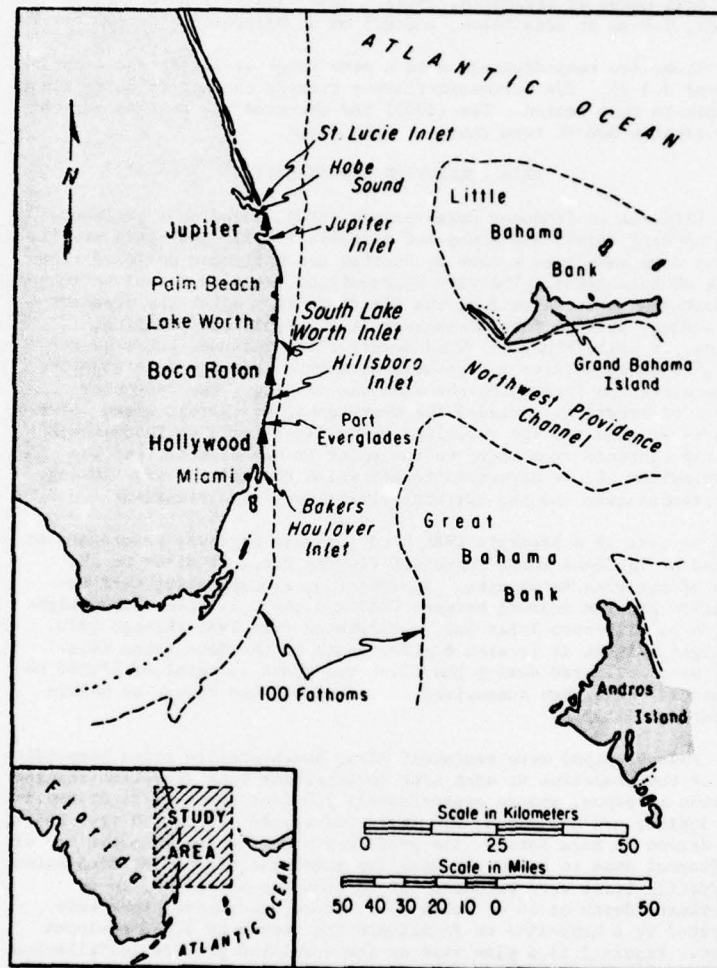 ATLANTIC OCEAN
N
St. Lucie Inlet
Hobe
Sound
Jupiter
Jupiter
Inlet
Little
Bahama
Bank
Palm Beach
Lake Worth
South Lake
Worth Inlet
Grand Bahama
Island
Boca Raton
Hillsboro
Inlet
Northwest Providence
Channel
Hollywood
Port
Everglades
Miami
Bakers
Haulover
Inlet
Great
Bahama
Bank
100 Fathoms
Andros
Island
Florida
STUDY
AREA
ATLANTIC OCEAN
Scale in Kilometers
0 25 50
Scale in Miles
50 40 30 20 10 0 50